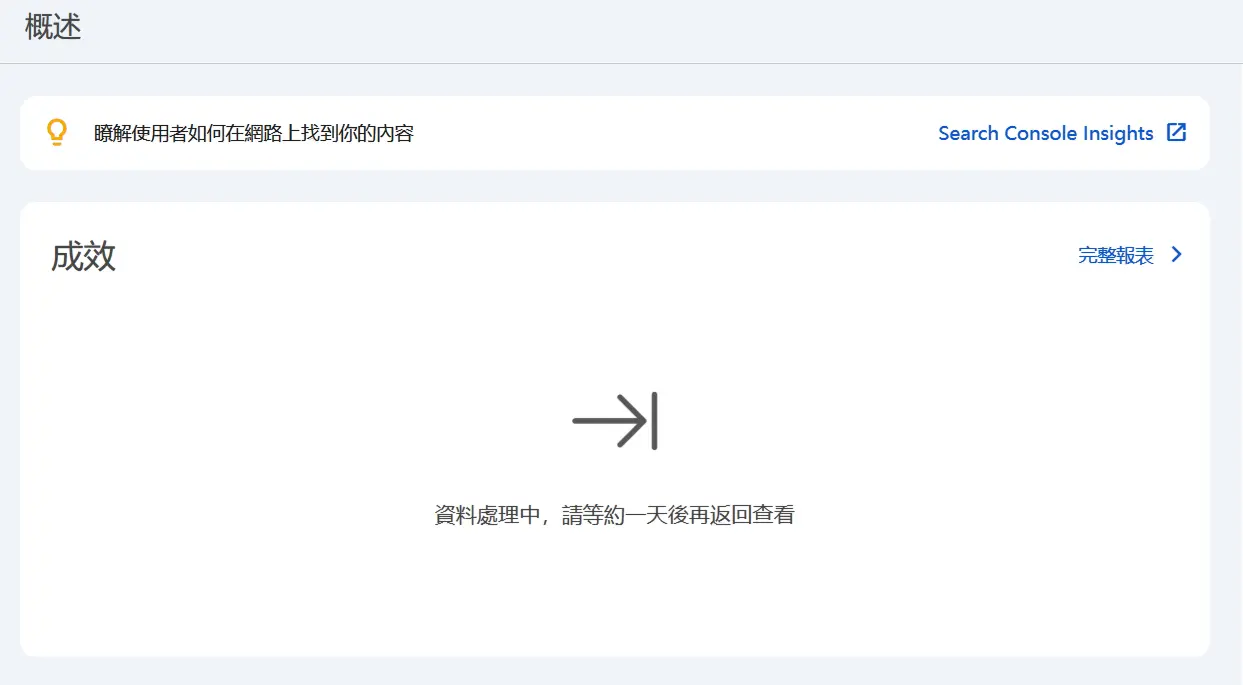 概述
瞭解使用者如何在網路上找到你的內容
Search Console Insights
成效
完整報表
資料處理中，請等約一天後再返回查看